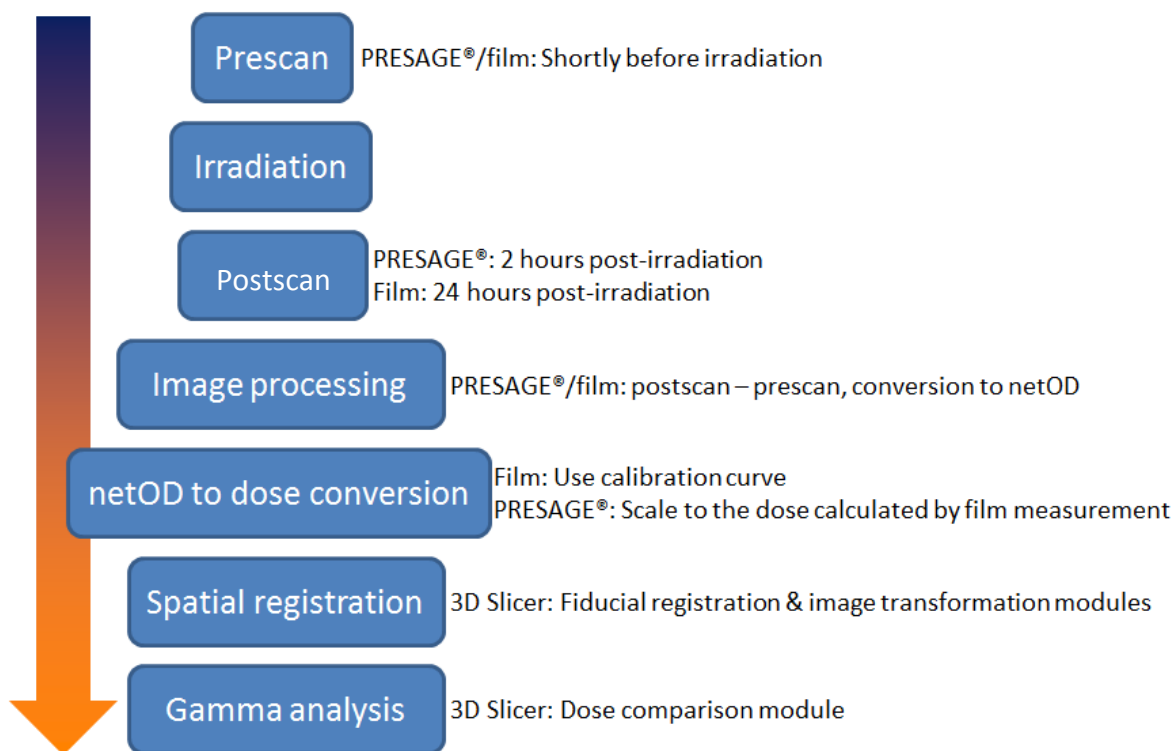 Prescan
PRESAGE®/film: Shortly before irradiation
Irradiation
Postscan
PRESAGE®: 2 hours post-irradiation
Film: 24 hours post-irradiation
Image processing
PRESAGE®/film: postscan – prescan, conversion to netOD
netOD to dose conversion
Film: Use calibration curve
PRESAGE®: Scale to the dose calculated by film measurement
Spatial registration
3D Slicer: Fiducial registration & image transformation modules
Gamma analysis
3D Slicer: Dose comparison module